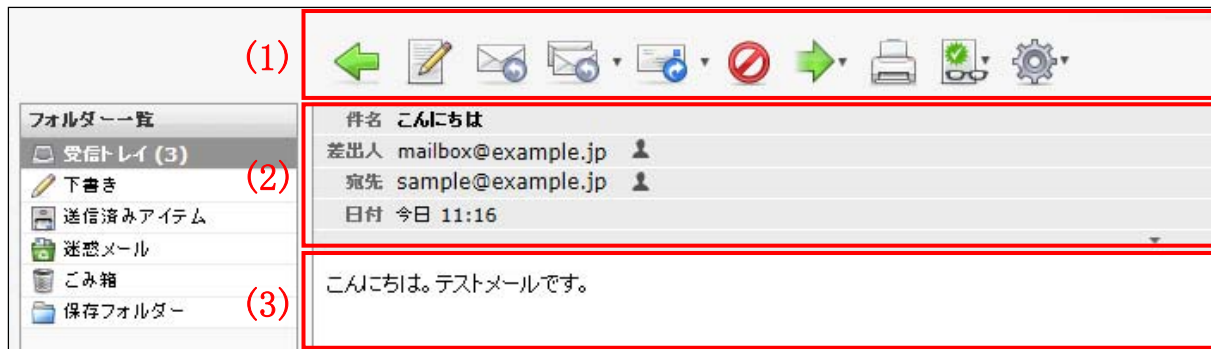 (1)
フォルダー一覧
受信トレイ (3)
下書き
送信済みアイテム
迷惑メール
ごみ箱
保存フォルダー
(2)
件名 こんにちは
差出人 mailbox@example.jp
宛先 sample@example.jp
日付 今日 11:16
(3)
こんにちは。テストメールです。